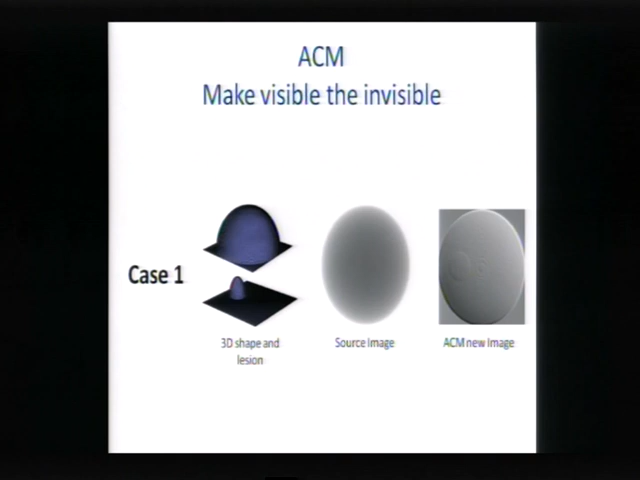 ACM
Make visible the invisible
Case 1
3D shape and
lesion
Source Image
ACM new Image